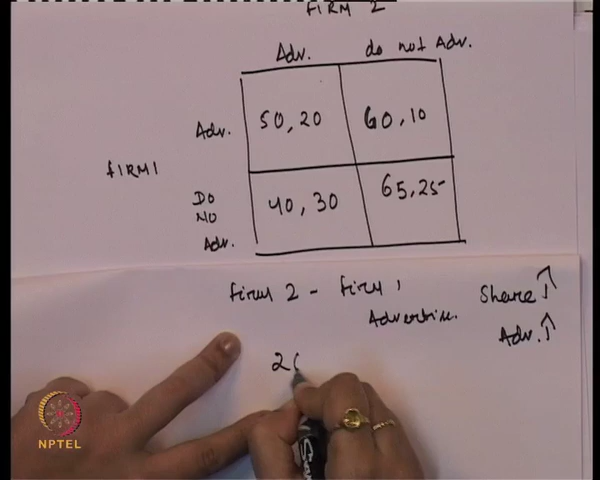 FIRM 2
Adv. do not Adv.
Adv. 50, 20 60, 10
FIRM 1
DO NO Adv. 40, 30 65, 25
Firm 2 - Firm 1 Share ↑
Advertise. Adv. ↑
20
NPTEL